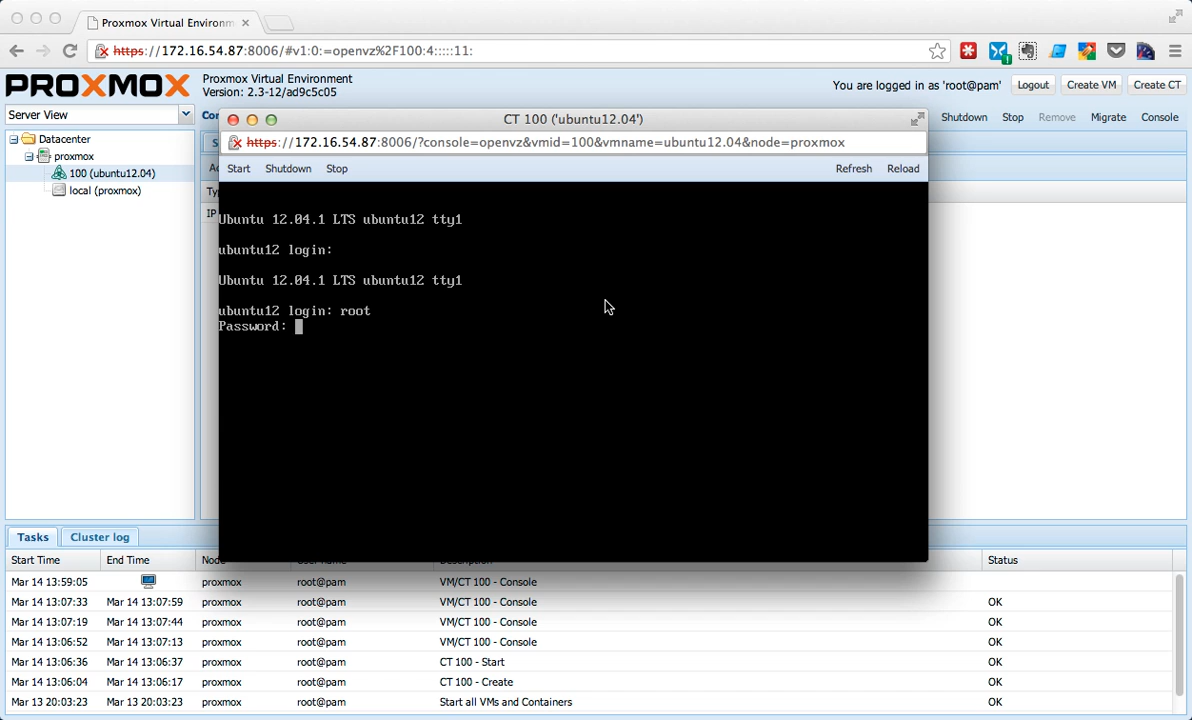 Proxmox Virtual Environm
https://172.16.54.87:8006/#v1:0:=openvz%2F100:4:::::11:
PROXMOX
Proxmox Virtual Environment
Version: 2.3-12/ad9c5c05
You are logged in as 'root@pam'
Logout
Create VM
Create CT
Server View
Co
Shutdown
Stop
Remove
Migrate
Console
Datacenter
proxmox
100 (ubuntu12.04)
local (proxmox)
S
Ad
Ty
IP
CT 100 ('ubuntu12.04')
https://172.16.54.87:8006/?console=openvz&vmid=100&vmname=ubuntu12.04&node=proxmox
Start
Shutdown
Stop
Refresh
Reload
Ubuntu 12.04.1 LTS ubuntu12 tty1
ubuntu12 login:
Ubuntu 12.04.1 LTS ubuntu12 tty1
ubuntu12 login: root
Password:
Tasks
Cluster log
Start Time End Time Node User name Description Status
Mar 14 13:59:05 proxmox root@pam VM/CT 100 - Console
Mar 14 13:07:33 Mar 14 13:07:59 proxmox root@pam VM/CT 100 - Console OK
Mar 14 13:07:19 Mar 14 13:07:44 proxmox root@pam VM/CT 100 - Console OK
Mar 14 13:06:52 Mar 14 13:07:13 proxmox root@pam VM/CT 100 - Console OK
Mar 14 13:06:36 Mar 14 13:06:37 proxmox root@pam CT 100 - Start OK
Mar 14 13:06:04 Mar 14 13:06:17 proxmox root@pam CT 100 - Create OK
Mar 13 20:03:23 Mar 13 20:03:23 proxmox root@pam Start all VMs and Containers OK